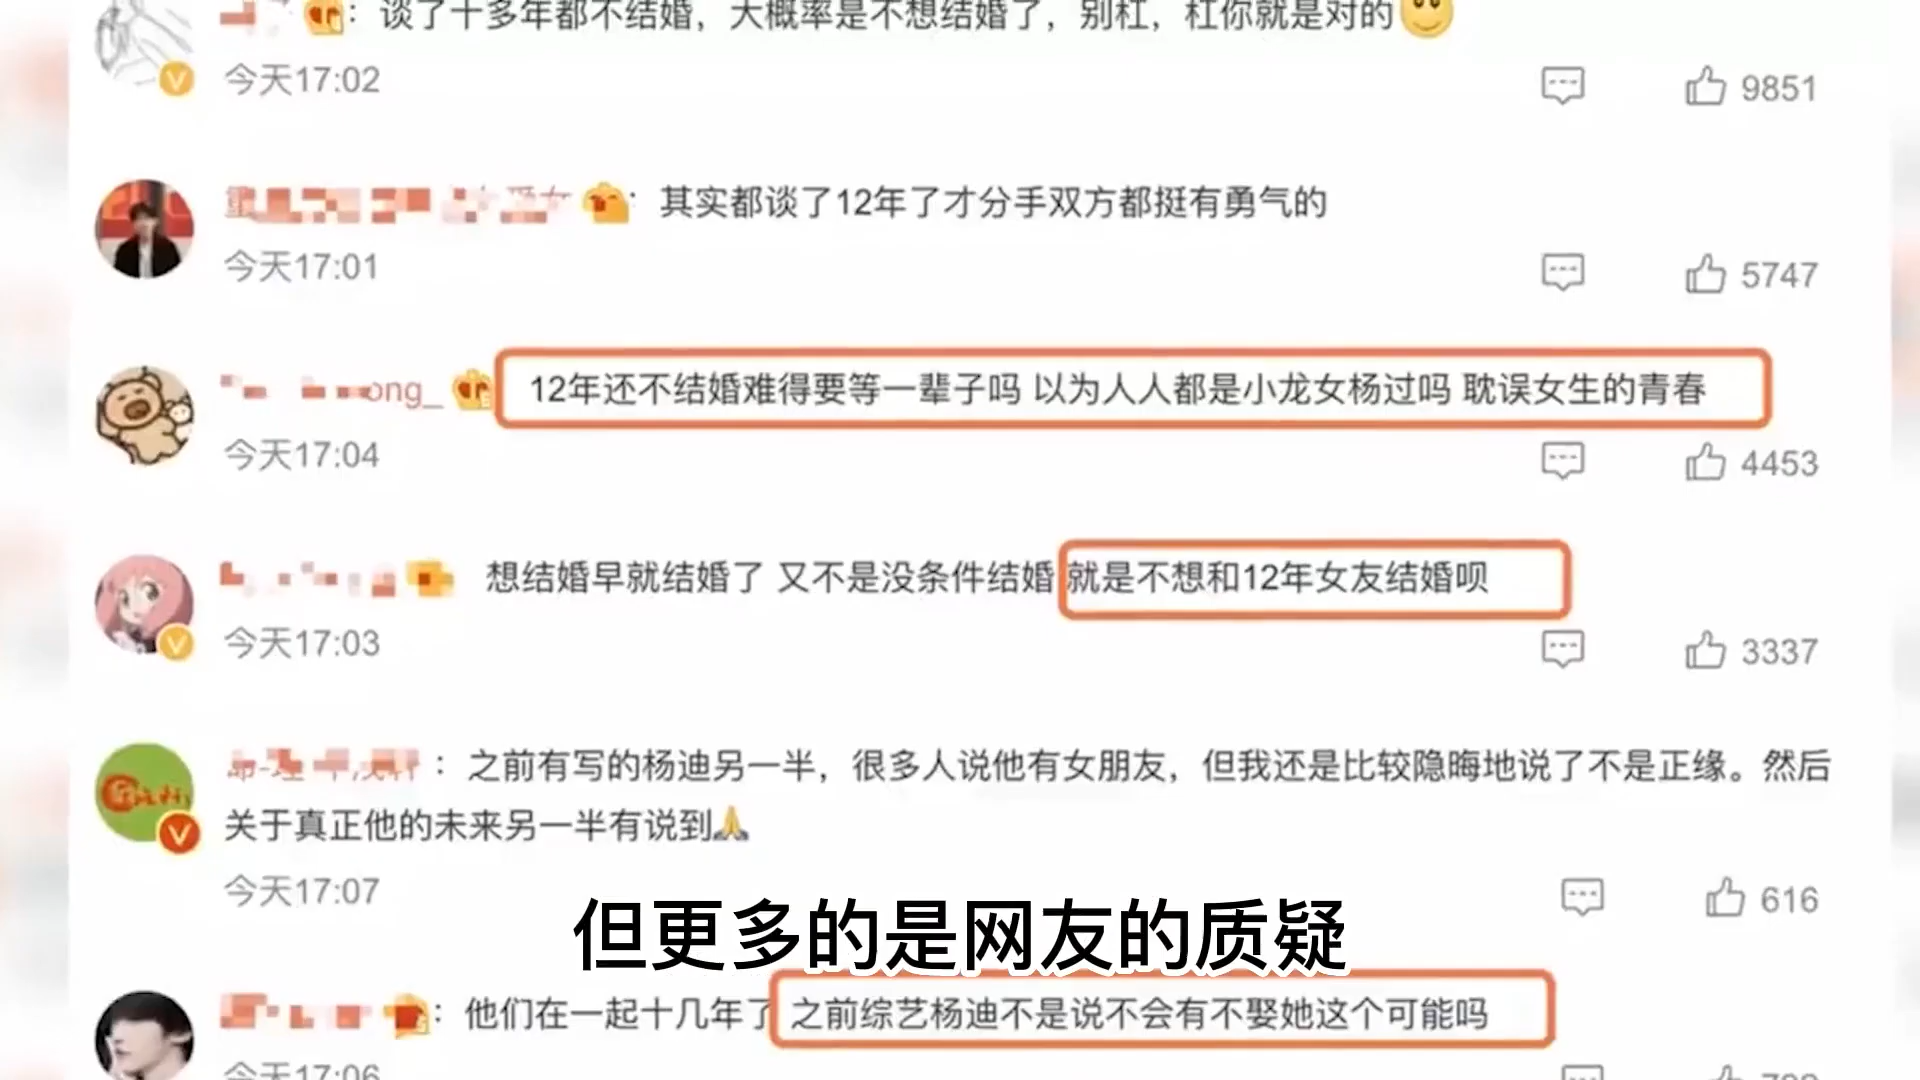 ：谈了十多年都不结婚，大概率是不想结婚了，别杠，杠你就是对的
今天17:02
9851
：其实都谈了12年了才分手双方都挺有勇气的
今天17:01
5747
ong_
12年还不结婚难得要等一辈子吗 以为人人都是小龙女杨过吗 耽误女生的青春
今天17:04
4453
想结婚早就结婚了 又不是没条件结婚 就是不想和12年女友结婚呗
今天17:03
3337
：之前有写的杨迪另一半，很多人说他有女朋友，但我还是比较隐晦地说了不是正缘。然后
关于真正他的未来另一半有说到🙏
今天17:07
616
但更多的是网友的质疑
：他们在一起十几年了 之前综艺杨迪不是说不会有不娶她这个可能吗
今天17:06